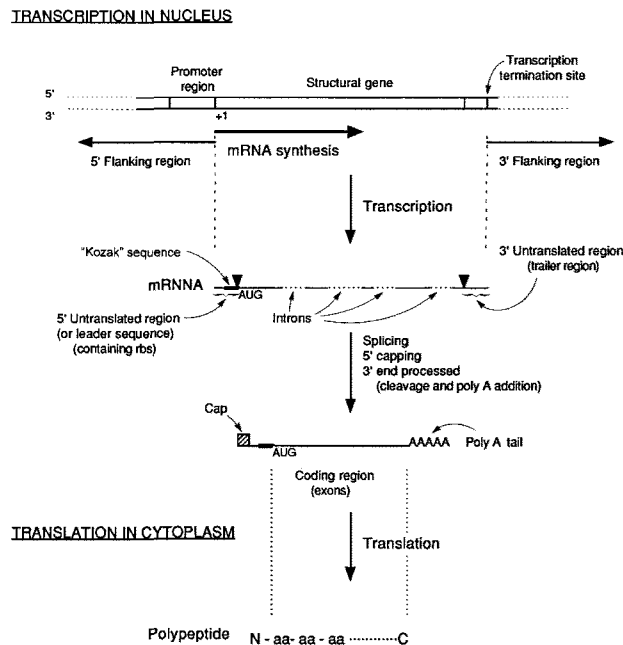 TRANSCRIPTION IN NUCLEUS
Promoter
region
Structural gene
Transcription
termination site
5'
3'
+1
mRNA synthesis
5' Flanking region
3' Flanking region
Transcription
"Kozak" sequence
3' Untranslated region
(trailer region)
mRNNA
AUG
5' Untranslated region
(or leader sequence)
(containing rbs)
Introns
Splicing
5' capping
3' end processed
(cleavage and poly A addition)
Cap
AUG
AAAAA
Poly A tail
Coding region
(exons)
TRANSLATION IN CYTOPLASM
Translation
Polypeptide N - aa- aa - aa ··········· C